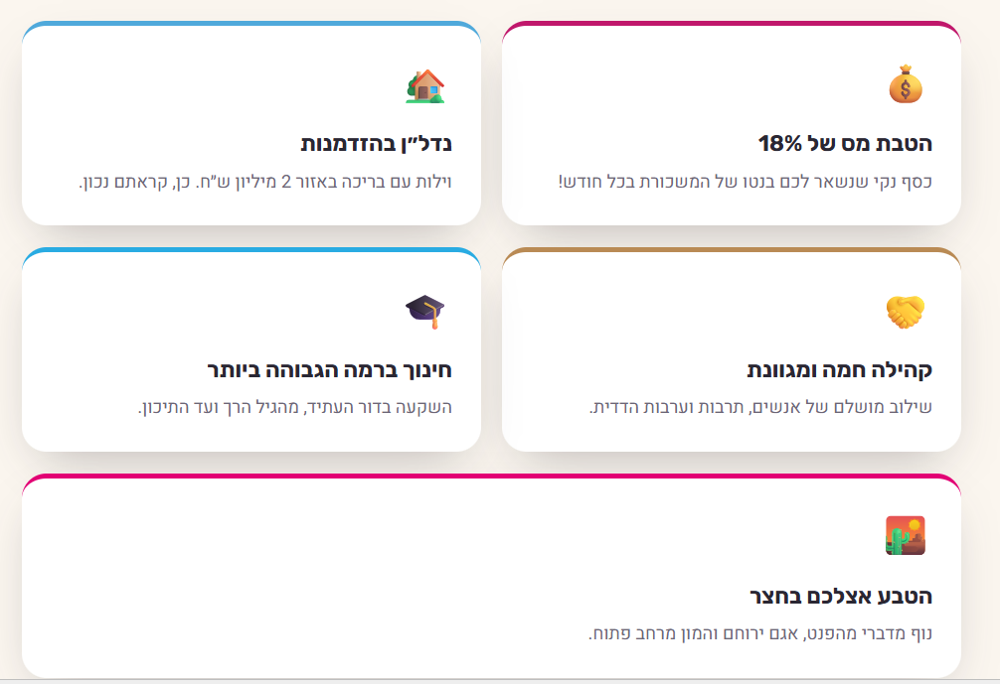 הטבת מס של 18%
כסף נקי שנשאר לכם בנטו של המשכורת בכל חודש!
נדל״ן בהזדמנות
וילות עם בריכה באזור 2 מיליון ש״ח. כן, קראתם נכון.
קהילה חמה ומגוונת
שילוב מושלם של אנשים, תרבות וערבות הדדית.
חינוך ברמה הגבוהה ביותר
השקעה בדור העתיד, מהגיל הרך ועד התיכון.
הטבע אצלכם בחצר
נוף מדברי מהפנט, אגם ירוחם והמון מרחב פתוח.